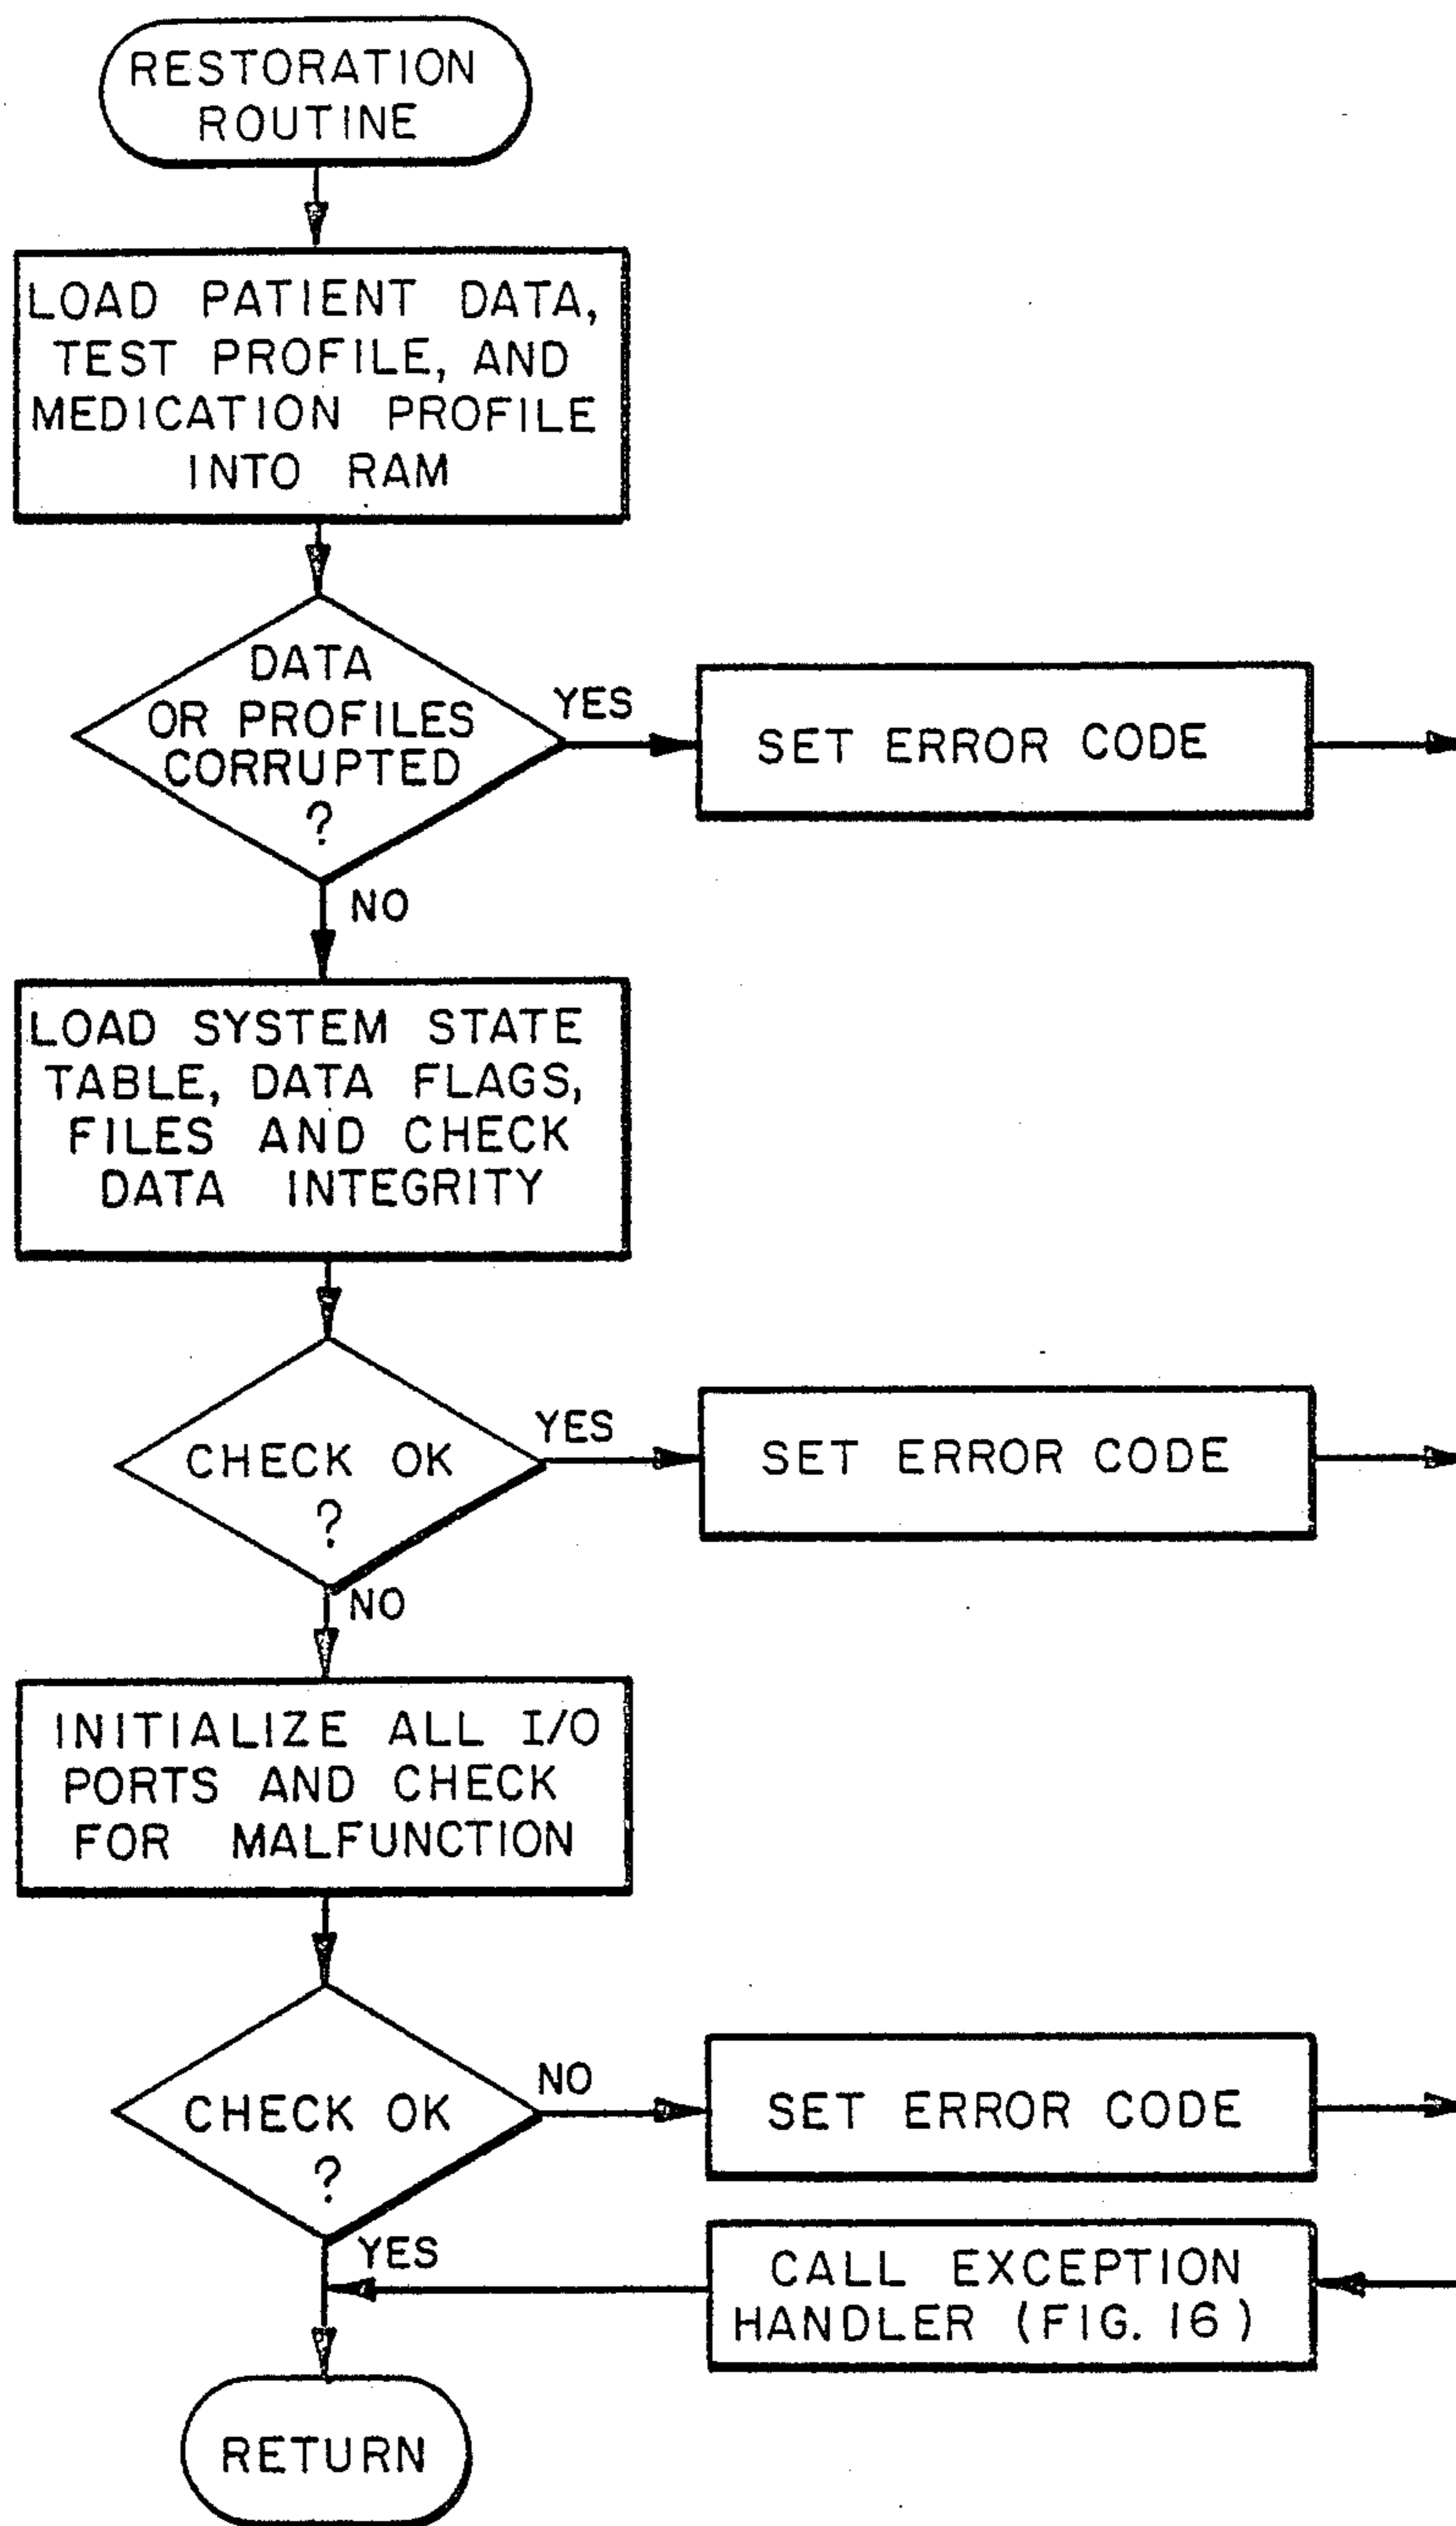 RESTORATION
ROUTINE
LOAD PATIENT DATA,
TEST PROFILE, AND
MEDICATION PROFILE
INTO RAM
DATA
OR PROFILES
CORRUPTED
?
YES
SET ERROR CODE
NO
LOAD SYSTEM STATE
TABLE, DATA FLAGS,
FILES AND CHECK
DATA INTEGRITY
CHECK OK
?
YES
SET ERROR CODE
NO
INITIALIZE ALL I/O
PORTS AND CHECK
FOR MALFUNCTION
CHECK OK
?
NO
SET ERROR CODE
YES
CALL EXCEPTION
HANDLER (FIG. 16)
RETURN